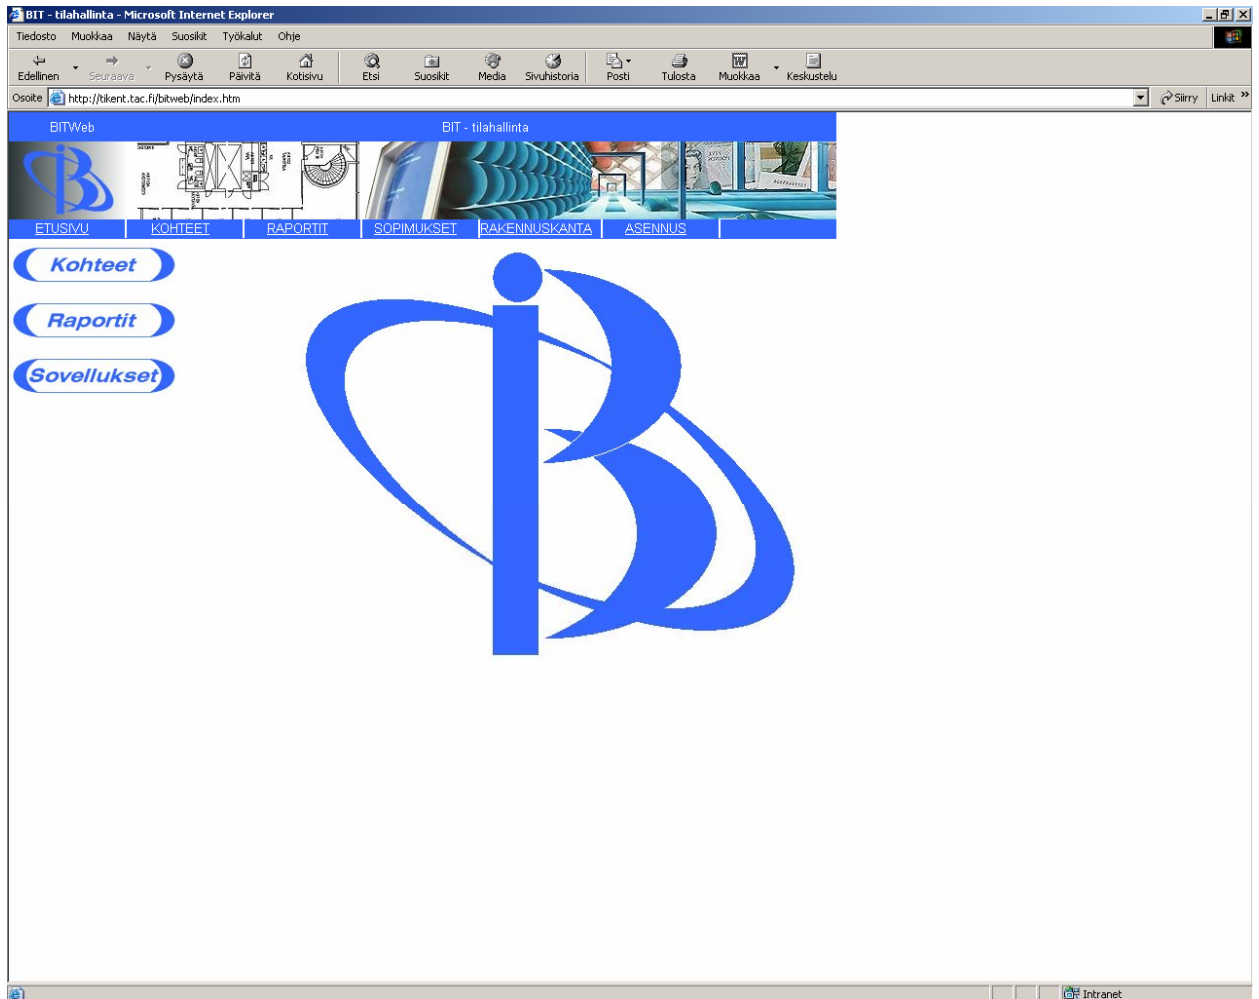 BIT - tilahallinta - Microsoft Internet Explorer
Tiedosto Muokkaa Näytä Suosikit Työkalut Ohje
Edellinen Seuraava Pysäytä Päivitä Kotisivu Etsi Suosikit Media Sivuhistoria Posti Tulosta Muokkaa Keskustelu
Osoite http://tikent.tac.fi/bitweb/index.htm Siirry Linkit »
BITWeb BIT - tilahallinta
ETUSIVU KOHTEET RAPORTIT SOPIMUKSET RAKENNUSKANTA ASENNUS
Kohteet
Raportit
Sovellukset
Intranet